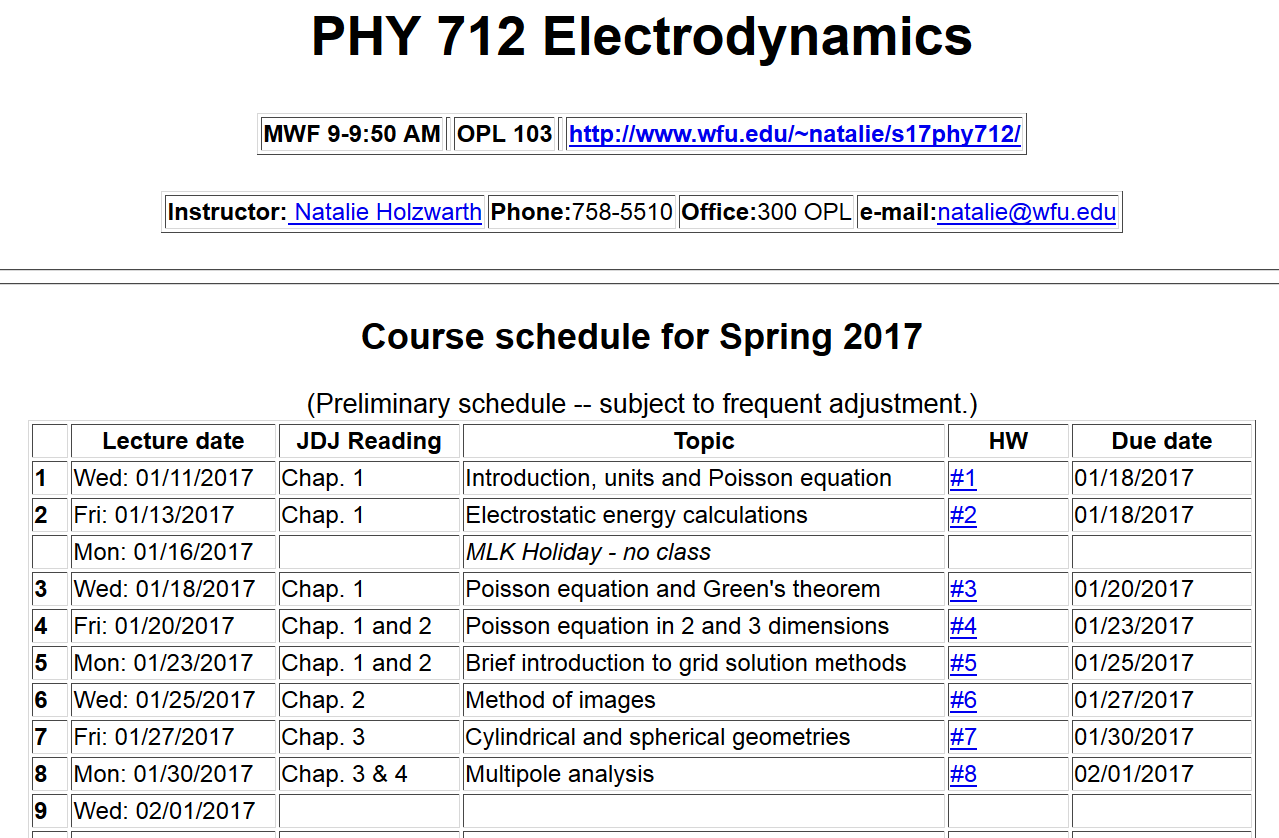 PHY 712 Electrodynamics
MWF 9-9:50 AM OPL 103 http://www.wfu.edu/~natalie/s17phy712/
Instructor: Natalie Holzwarth Phone:758-5510 Office:300 OPL e-mail:natalie@wfu.edu
Course schedule for Spring 2017
(Preliminary schedule -- subject to frequent adjustment.)
Lecture date JDJ Reading Topic HW Due date
1 Wed: 01/11/2017 Chap. 1 Introduction, units and Poisson equation #1 01/18/2017
2 Fri: 01/13/2017 Chap. 1 Electrostatic energy calculations #2 01/18/2017
Mon: 01/16/2017 MLK Holiday - no class
3 Wed: 01/18/2017 Chap. 1 Poisson equation and Green's theorem #3 01/20/2017
4 Fri: 01/20/2017 Chap. 1 and 2 Poisson equation in 2 and 3 dimensions #4 01/23/2017
5 Mon: 01/23/2017 Chap. 1 and 2 Brief introduction to grid solution methods #5 01/25/2017
6 Wed: 01/25/2017 Chap. 2 Method of images #6 01/27/2017
7 Fri: 01/27/2017 Chap. 3 Cylindrical and spherical geometries #7 01/30/2017
8 Mon: 01/30/2017 Chap. 3 & 4 Multipole analysis #8 02/01/2017
9 Wed: 02/01/2017